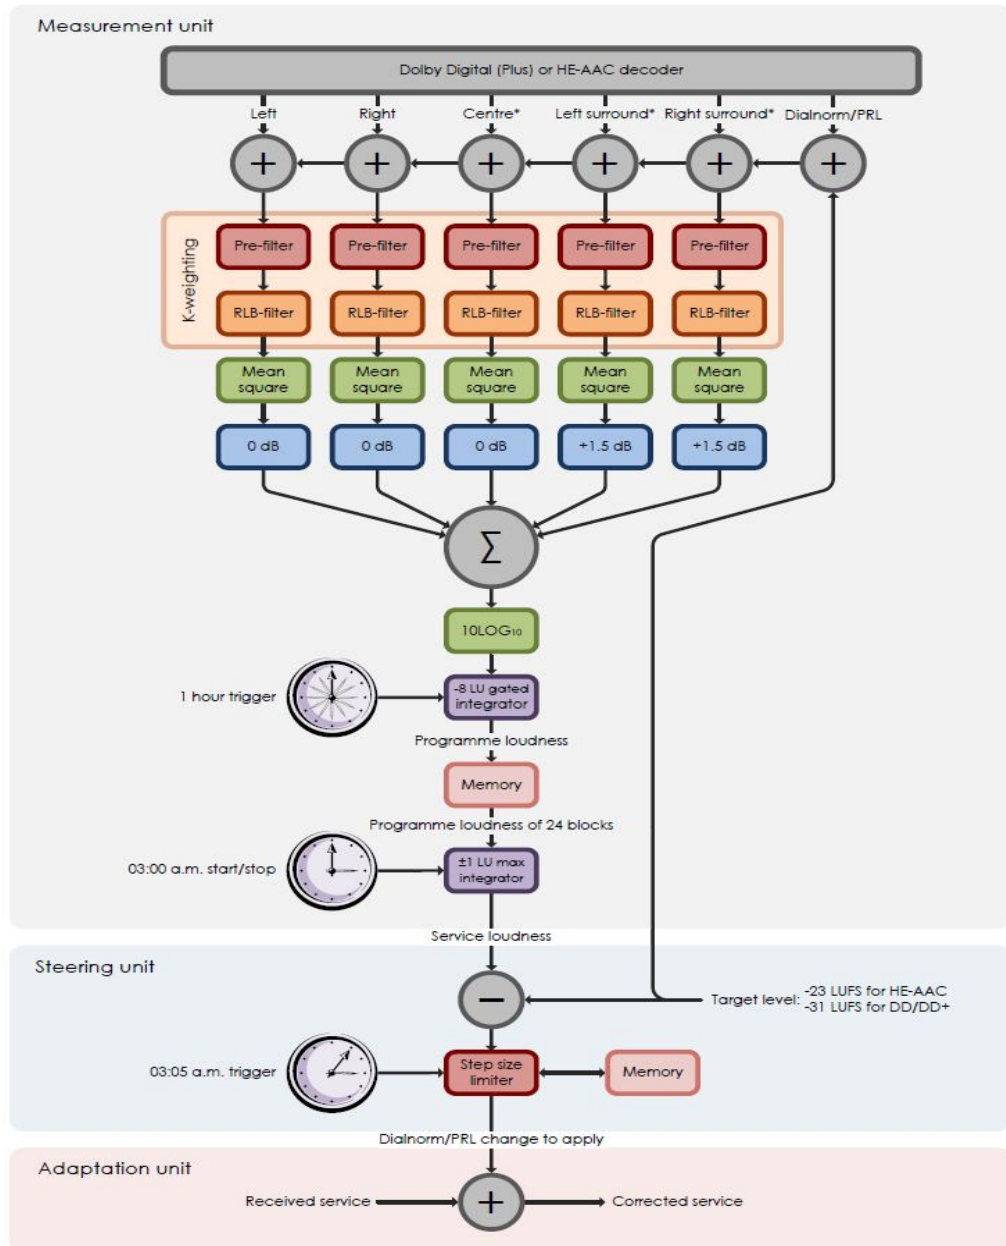 Measurement unit
Dolby Digital (Plus) or HE-AAC decoder
Left Right Centre* Left surround* Right surround* Dialnorm/PRL
+ + + + + +
K-weighting
Pre-filter Pre-filter Pre-filter Pre-filter Pre-filter
RLB-filter RLB-filter RLB-filter RLB-filter RLB-filter
Mean Mean Mean Mean Mean
square square square square square
0 dB 0 dB 0 dB +1.5 dB +1.5 dB
Σ
10LOG₁₀
1 hour trigger
-8 LU gated
integrator
Programme loudness
Memory
Programme loudness of 24 blocks
03:00 a.m. start/stop
±1 LU max
integrator
Service loudness
Steering unit
−
Target level: -23 LUFS for HE-AAC
-31 LUFS for DD/DD+
03:05 a.m. trigger
Step size
limiter
Memory
Dialnorm/PRL change to apply
Adaptation unit
Received service + Corrected service